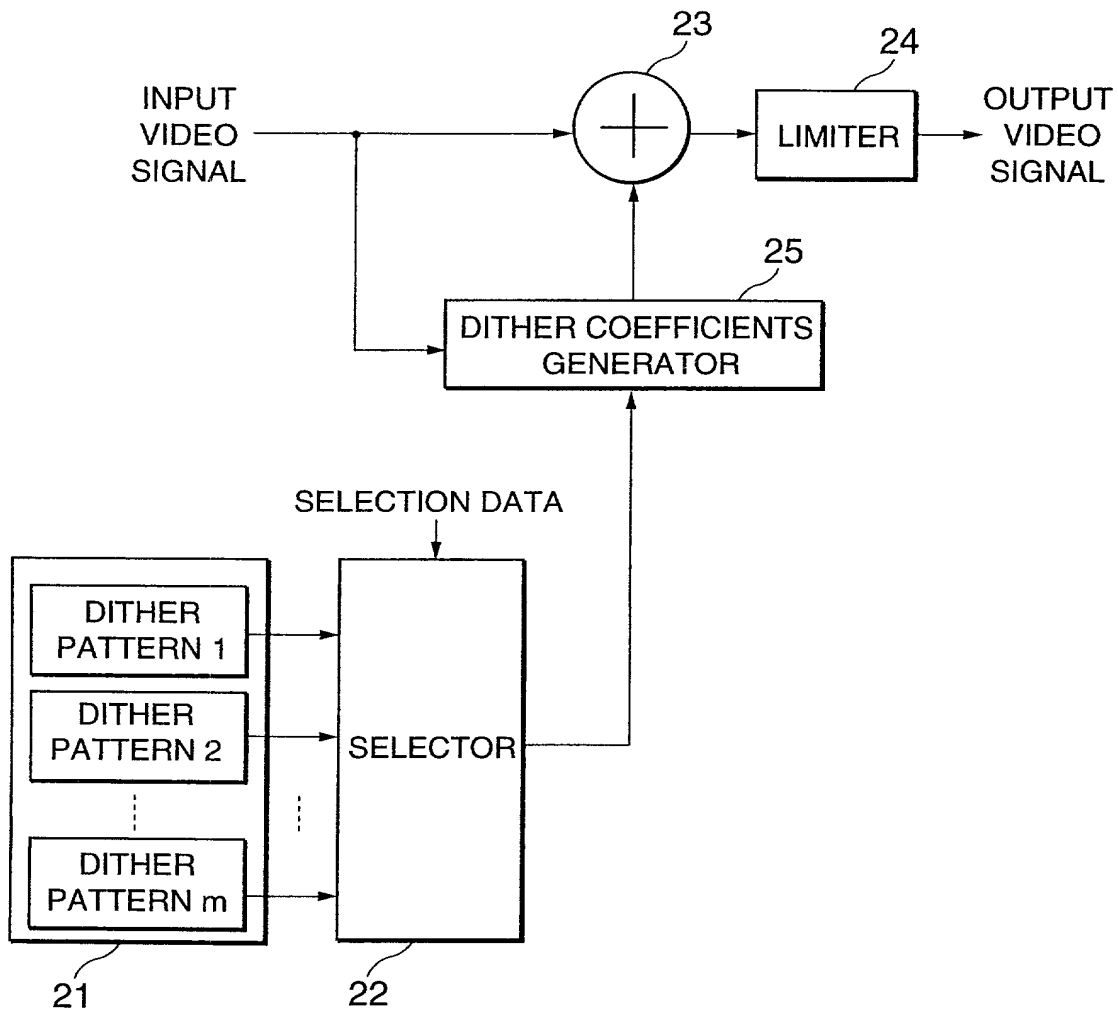 23
24
INPUT
VIDEO
SIGNAL
LIMITER
OUTPUT
VIDEO
SIGNAL
25
DITHER COEFFICIENTS
GENERATOR
SELECTION DATA
DITHER
PATTERN 1
DITHER
PATTERN 2
SELECTOR
DITHER
PATTERN m
21
22